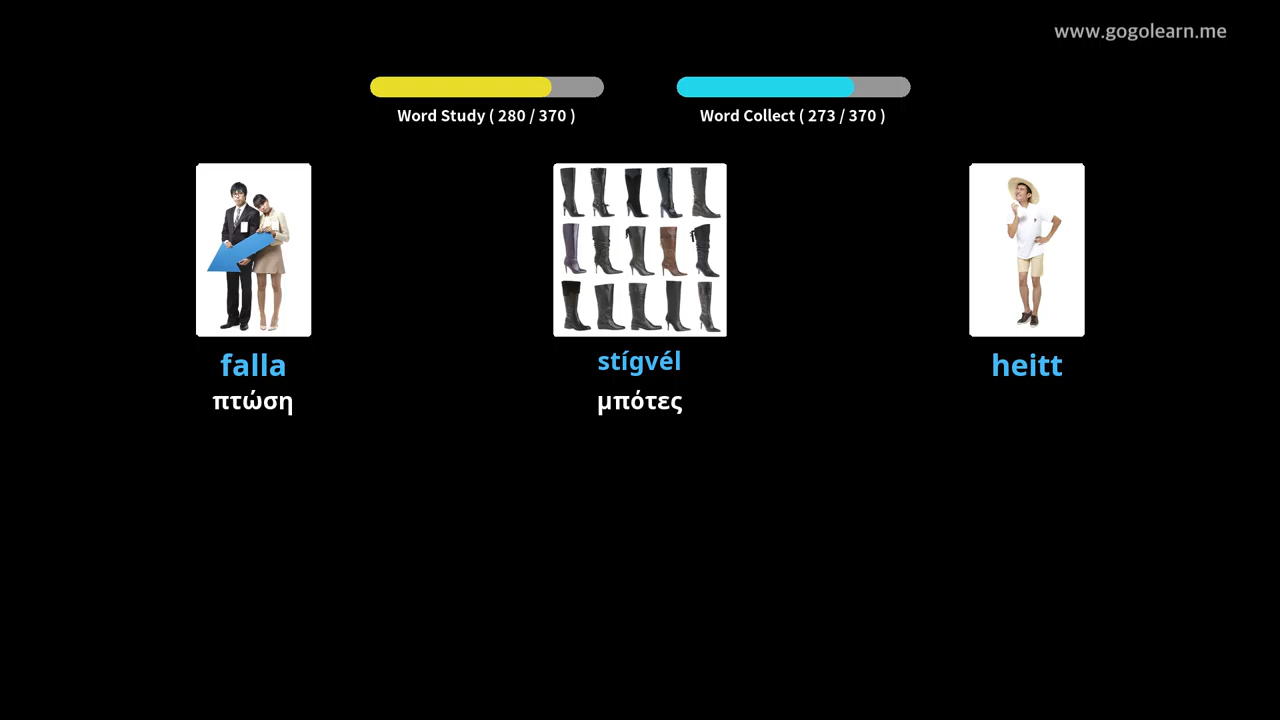 www.gogolearn.me
Word Study ( 280 / 370 )
Word Collect ( 273 / 370 )
falla
πτώση
stígvél
μπότες
heitt